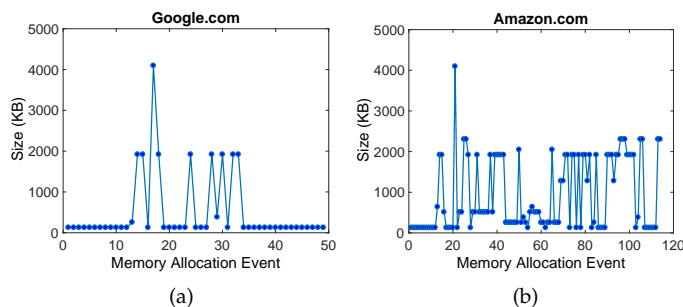 Google.com
5000
4000
3000
2000
1000
0
Size (KB)
0 10 20 30 40 50
Memory Allocation Event
(a)
Amazon.com
5000
4000
3000
2000
1000
0
Size (KB)
0 20 40 60 80 100 120
Memory Allocation Event
(b)